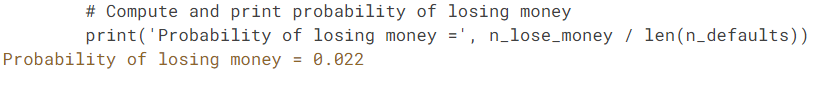 # Compute and print probability of losing money
print('Probability of losing money =', n_lose_money / len(n_defaults))
Probability of losing money = 0.022